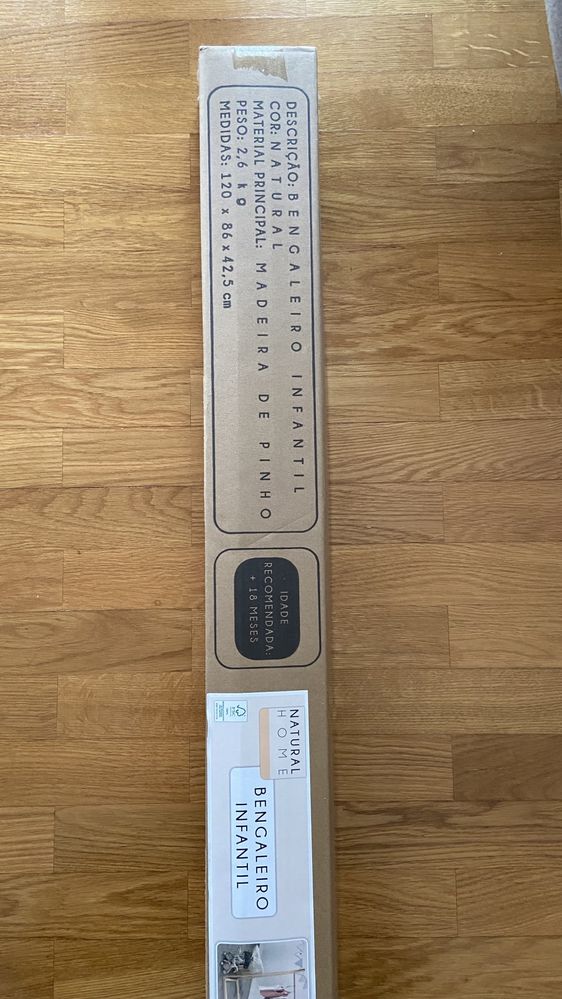 DESCRIÇÃO: BENGALEIRO INFANTIL
COR: NATURAL
MATERIAL PRINCIPAL: MADEIRA DE PINHO
PESO: 2,6 kg
MEDIDAS: 120 x 86 x 42,5 cm
IDADE
RECOMENDADA:
+ 18 MESES
NATURAL
HOME
BENGALEIRO
INFANTIL
FSC